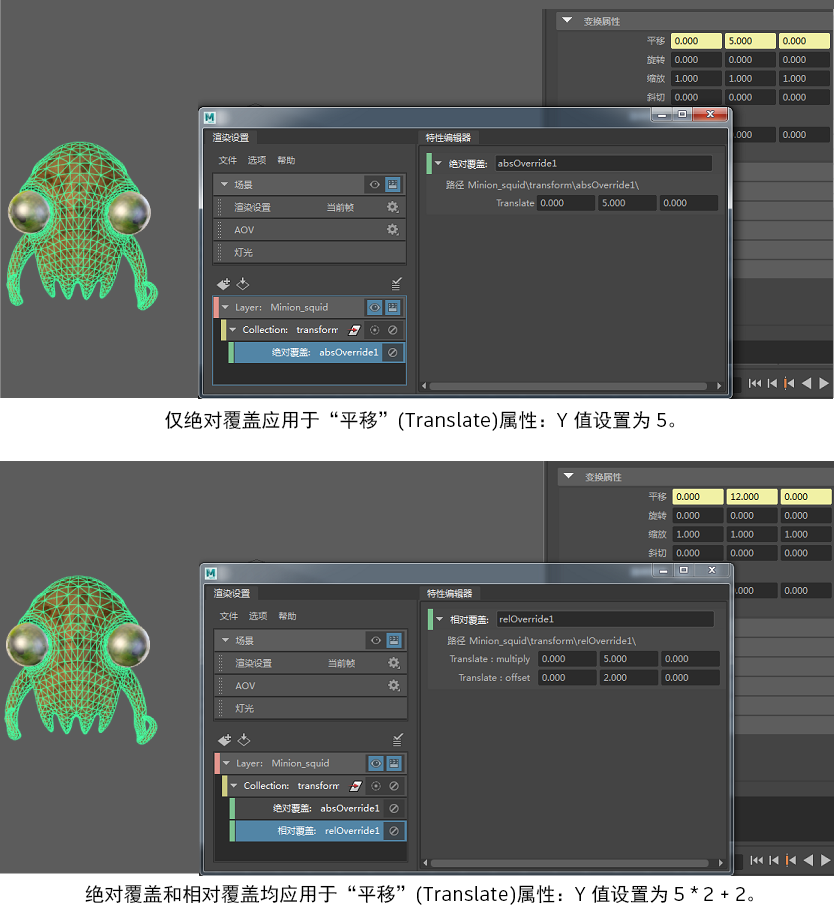 变换属性
平移 0.000 5.000 0.000
旋转 0.000 0.000 0.000
缩放 1.000 1.000 1.000
斜切 0.000 0.000 0.000
.000 0.000
渲染设置
文件 选项 帮助
场景
渲染设置 当前帧
AOV
灯光
Layer: Minion_squid
Collection: transform
绝对覆盖: absOverride1
特性编辑器
绝对覆盖: absOverride1
路径 Minion_squid\transform\absOverride1\
Translate 0.000 5.000 0.000
仅绝对覆盖应用于“平移”(Translate)属性：Y 值设置为 5。
变换属性
平移 0.000 12.000 0.000
旋转 0.000 0.000 0.000
缩放 1.000 1.000 1.000
斜切 0.000 0.000 0.000
.000 0.000
渲染设置
文件 选项 帮助
场景
渲染设置 当前帧
AOV
灯光
Layer: Minion_squid
Collection: transform
绝对覆盖: absOverride1
相对覆盖: relOverride1
特性编辑器
相对覆盖: relOverride1
路径 Minion_squid\transform\relOverride1\
Translate : multiply 0.000 5.000 0.000
Translate : offset 0.000 2.000 0.000
绝对覆盖和相对覆盖均应用于“平移”(Translate)属性：Y 值设置为 5 * 2 + 2。